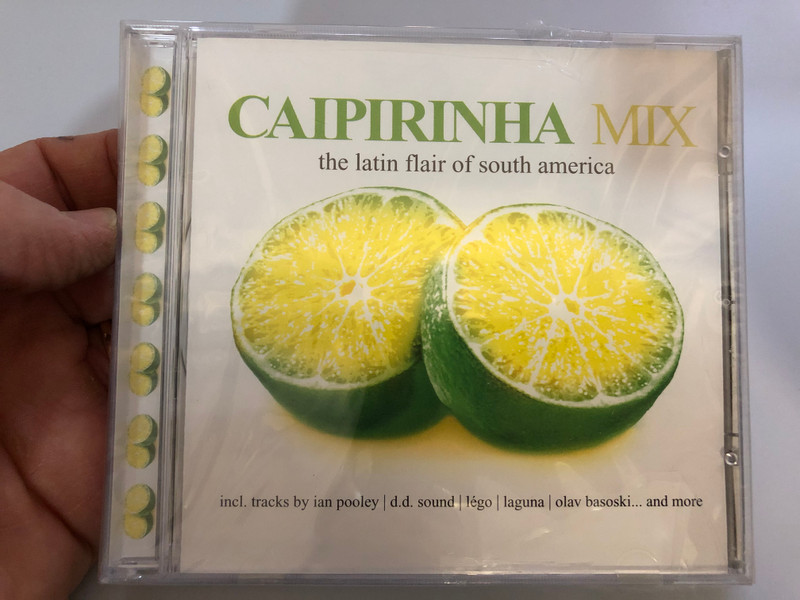 CAIPIRINHA MIX
the latin flair of south america
incl. tracks by ian pooley | d.d. sound | légo | laguna | olav basoski... and more